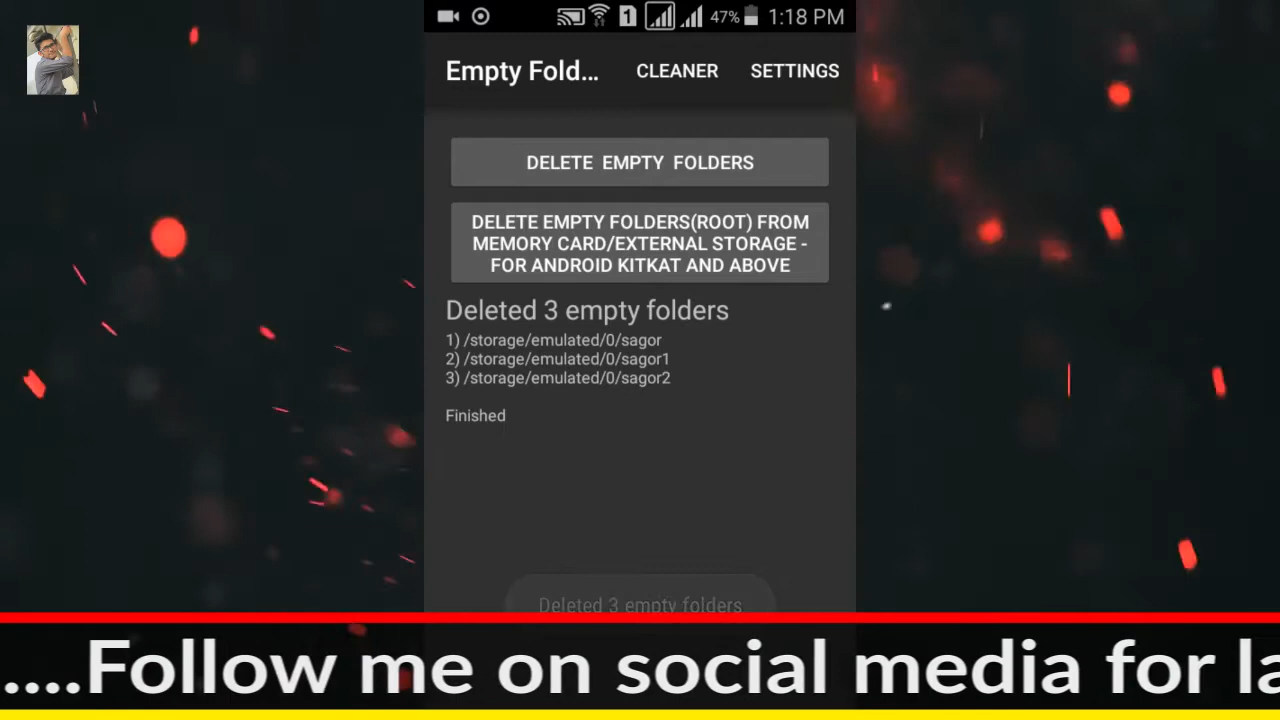 1 47% 1:18 PM
Empty Fold... CLEANER SETTINGS
DELETE EMPTY FOLDERS
DELETE EMPTY FOLDERS(ROOT) FROM
MEMORY CARD/EXTERNAL STORAGE -
FOR ANDROID KITKAT AND ABOVE
Deleted 3 empty folders
1) /storage/emulated/0/sagor
2) /storage/emulated/0/sagor1
3) /storage/emulated/0/sagor2
Finished
Deleted 3 empty folders
....Follow me on social media for la